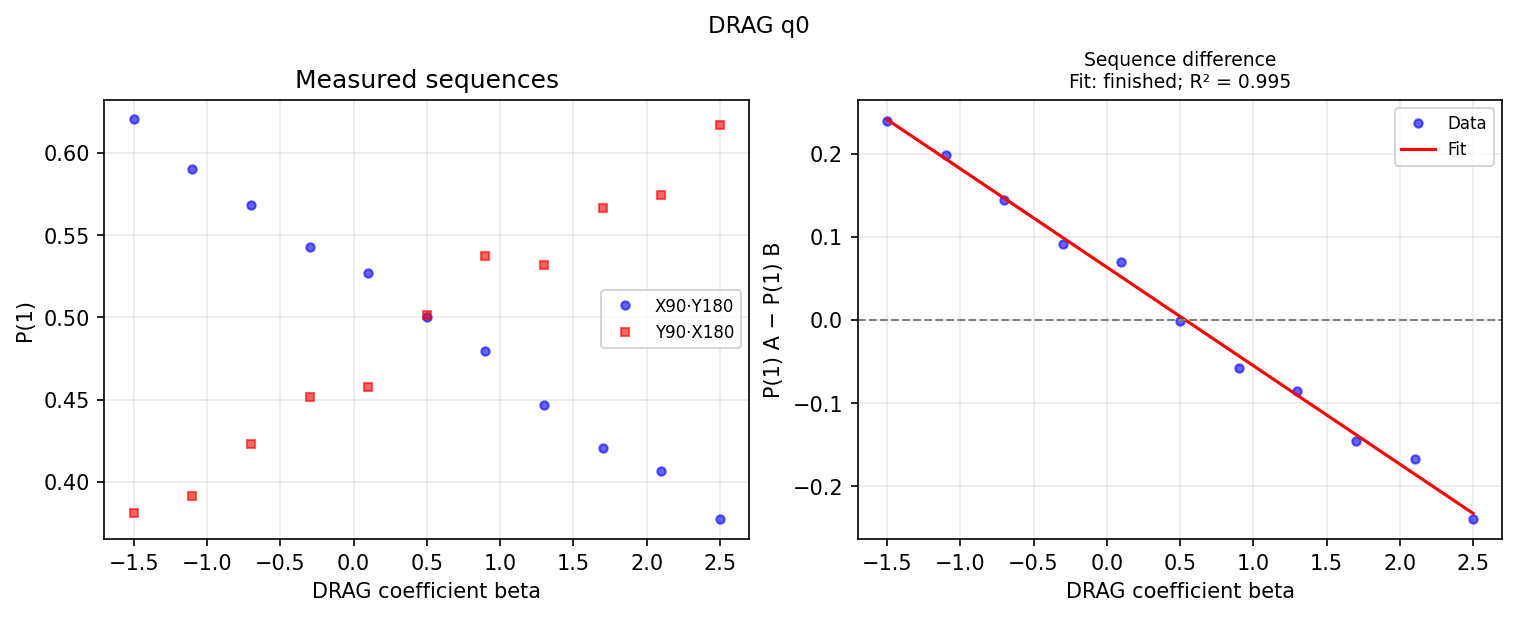 DRAG q0
Measured sequences
P(1)
0.60
0.55
0.50
0.45
0.40
X90·Y180
Y90·X180
−1.5 −1.0 −0.5 0.0 0.5 1.0 1.5 2.0 2.5
DRAG coefficient beta
Sequence difference
Fit: finished; R² = 0.995
P(1) A − P(1) B
0.2
0.1
0.0
−0.1
−0.2
Data
Fit
−1.5 −1.0 −0.5 0.0 0.5 1.0 1.5 2.0 2.5
DRAG coefficient beta